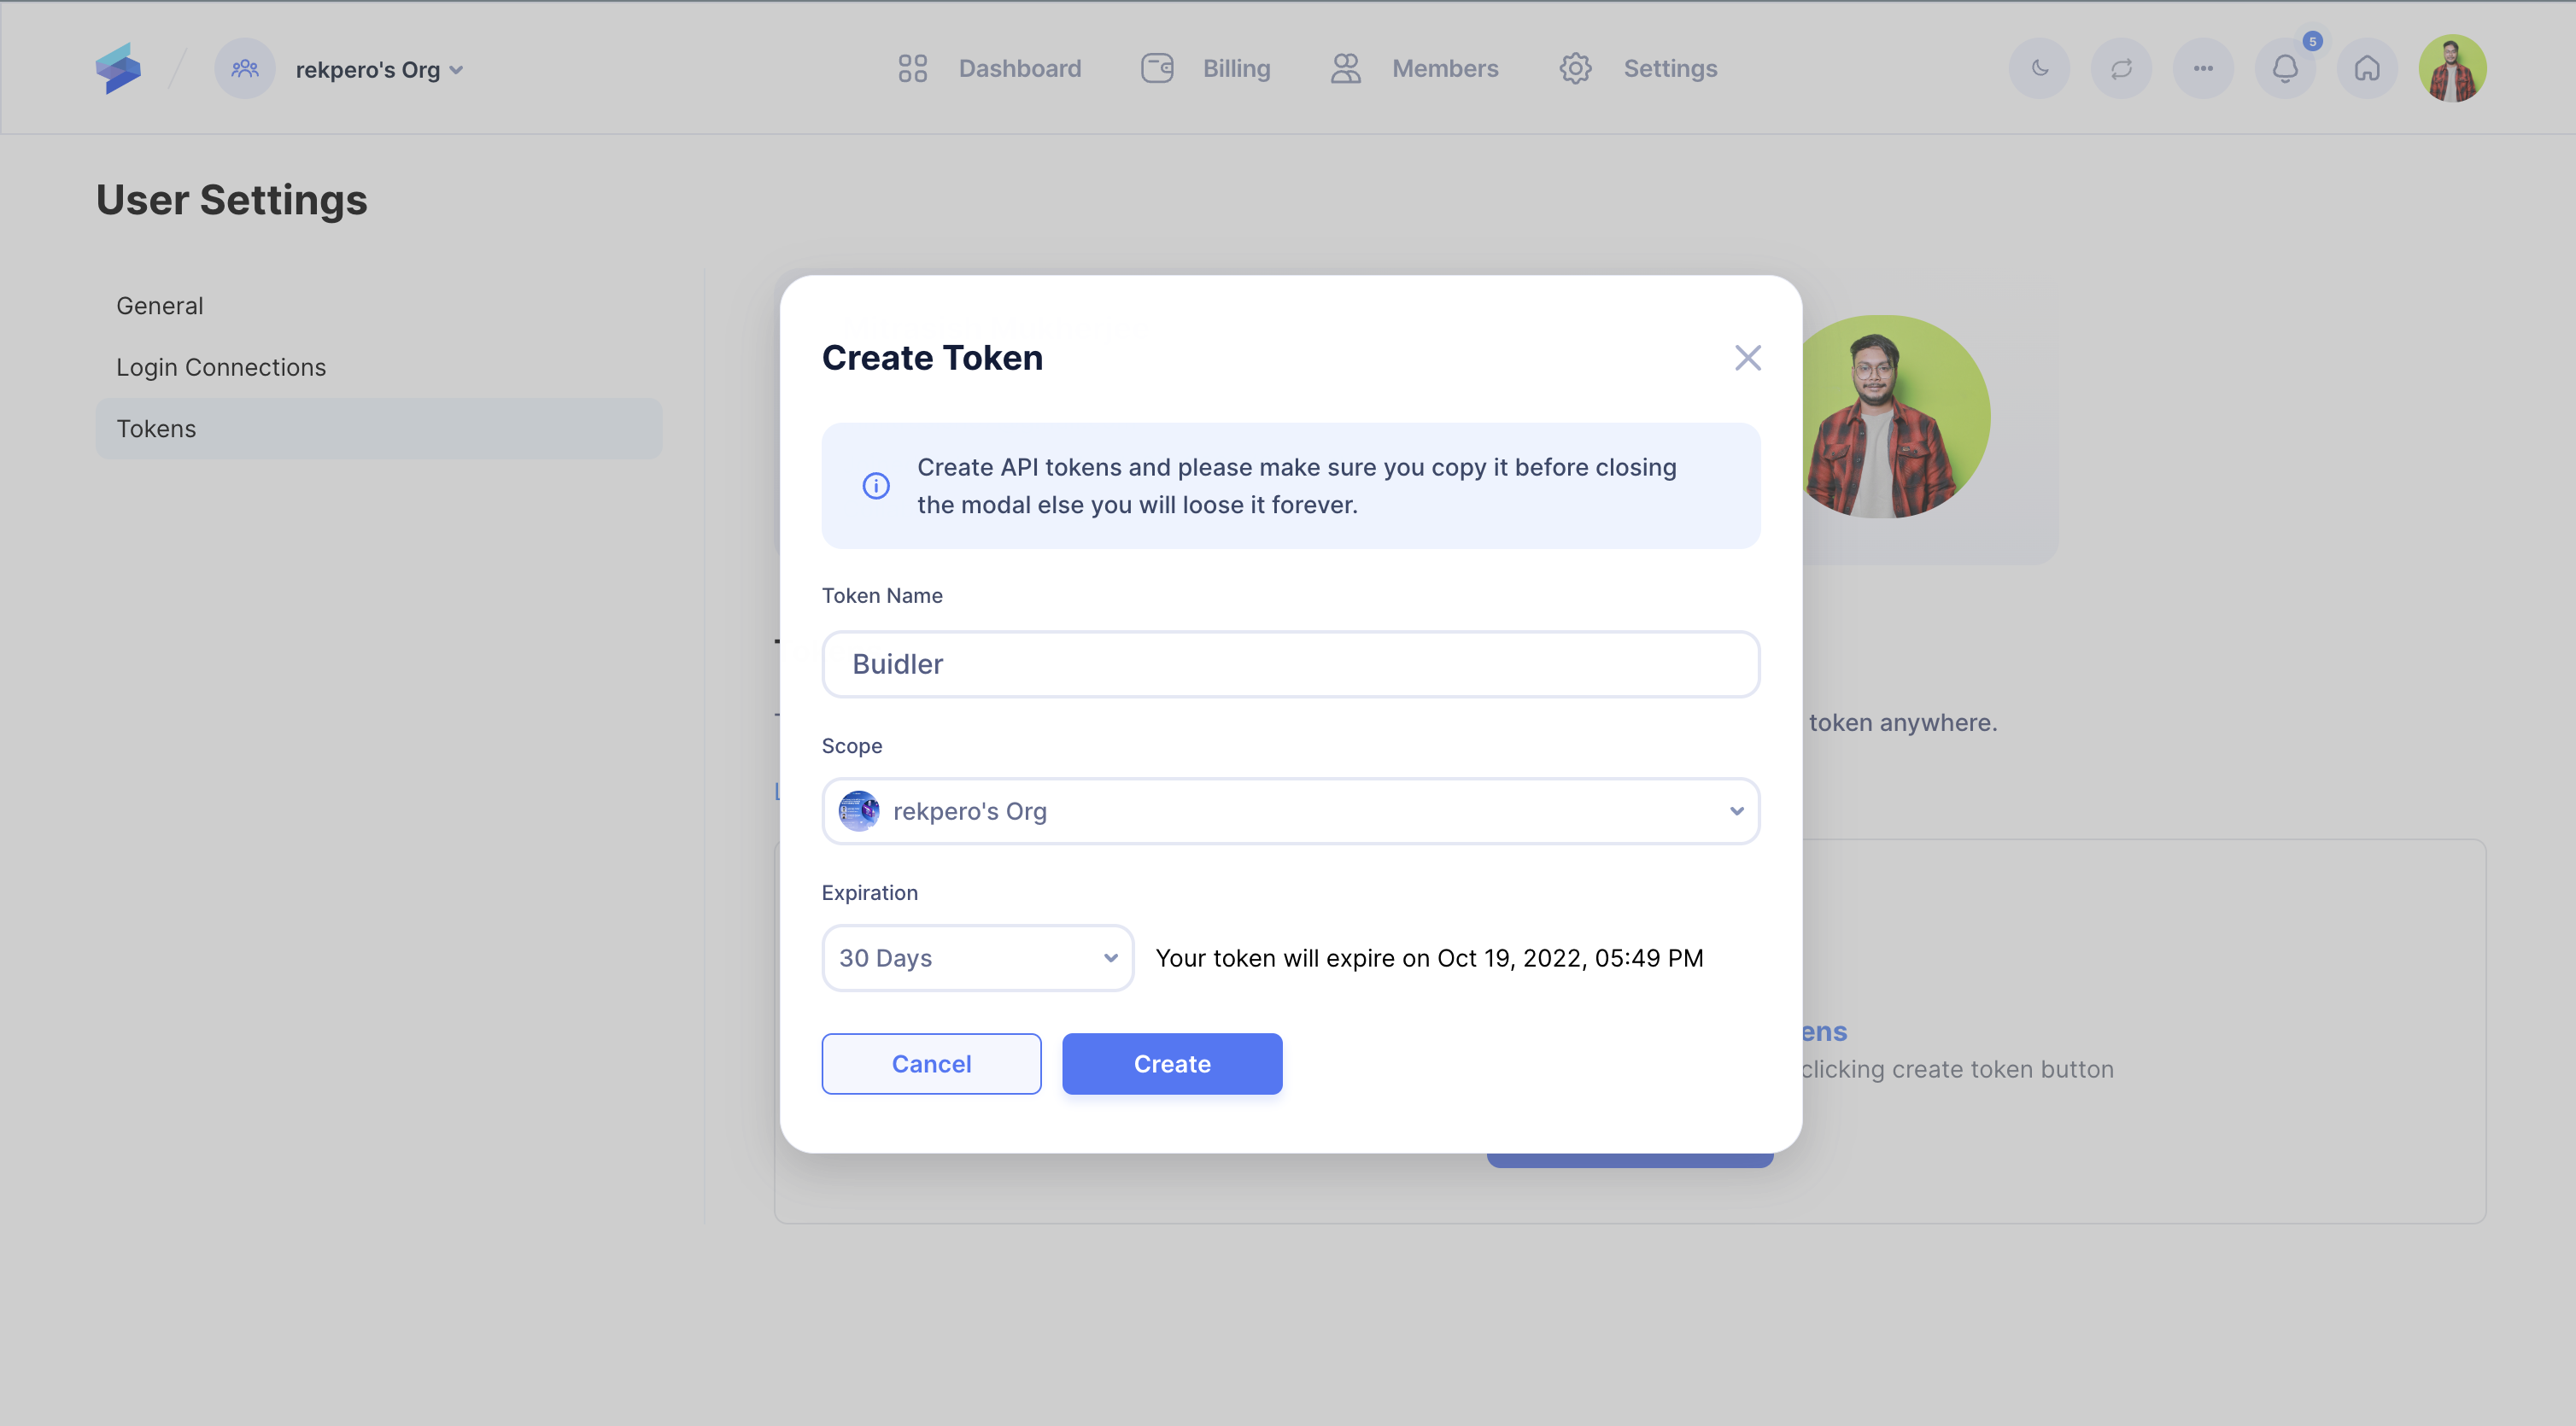 rekpero's Org
Dashboard
Billing
Members
Settings
5
User Settings
General
Login Connections
Tokens
Create Token
Create API tokens and please make sure you copy it before closing
the modal else you will loose it forever.
Token Name
Buidler
token anywhere.
Scope
rekpero's Org
Expiration
30 Days
Your token will expire on Oct 19, 2022, 05:49 PM
ens
clicking create token button
Cancel
Create